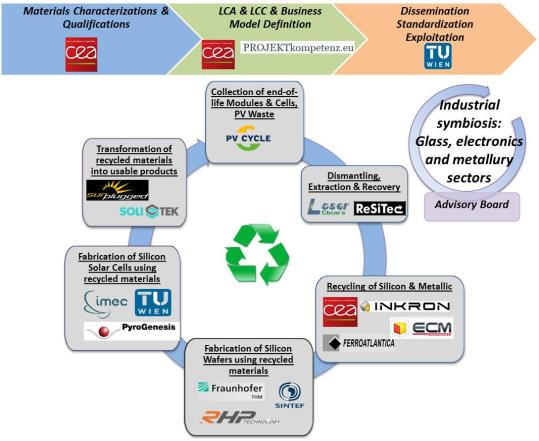 Materials Characterizations &
Qualifications
cea
LCA & LCC & Business
Model Definition
cea
PROJEKTkompetenz.eu
Dissemination
Standardization
Exploitation
TU
WIEN
Collection of end-of-
life Modules & Cells,
PV Waste
PV CYCLE
Industrial
symbiosis:
Glass, electronics
and metallury
sectors
Advisory Board
Dismantling,
Extraction & Recovery
Loser
Chemie
ReSiTec
Recycling of Silicon & Metallic
cea
INKRON
ECM
FERROATLANTICA
Fabrication of Silicon
Wafers using recycled
materials
Fraunhofer
THM
SINTEF
RHP
TECHNOLOGY
Fabrication of Silicon
Solar Cells using
recycled materials
imec
TU
WIEN
PyroGenesis
Transformation of
recycled materials
into usable products
sunplugged
SOLITEK